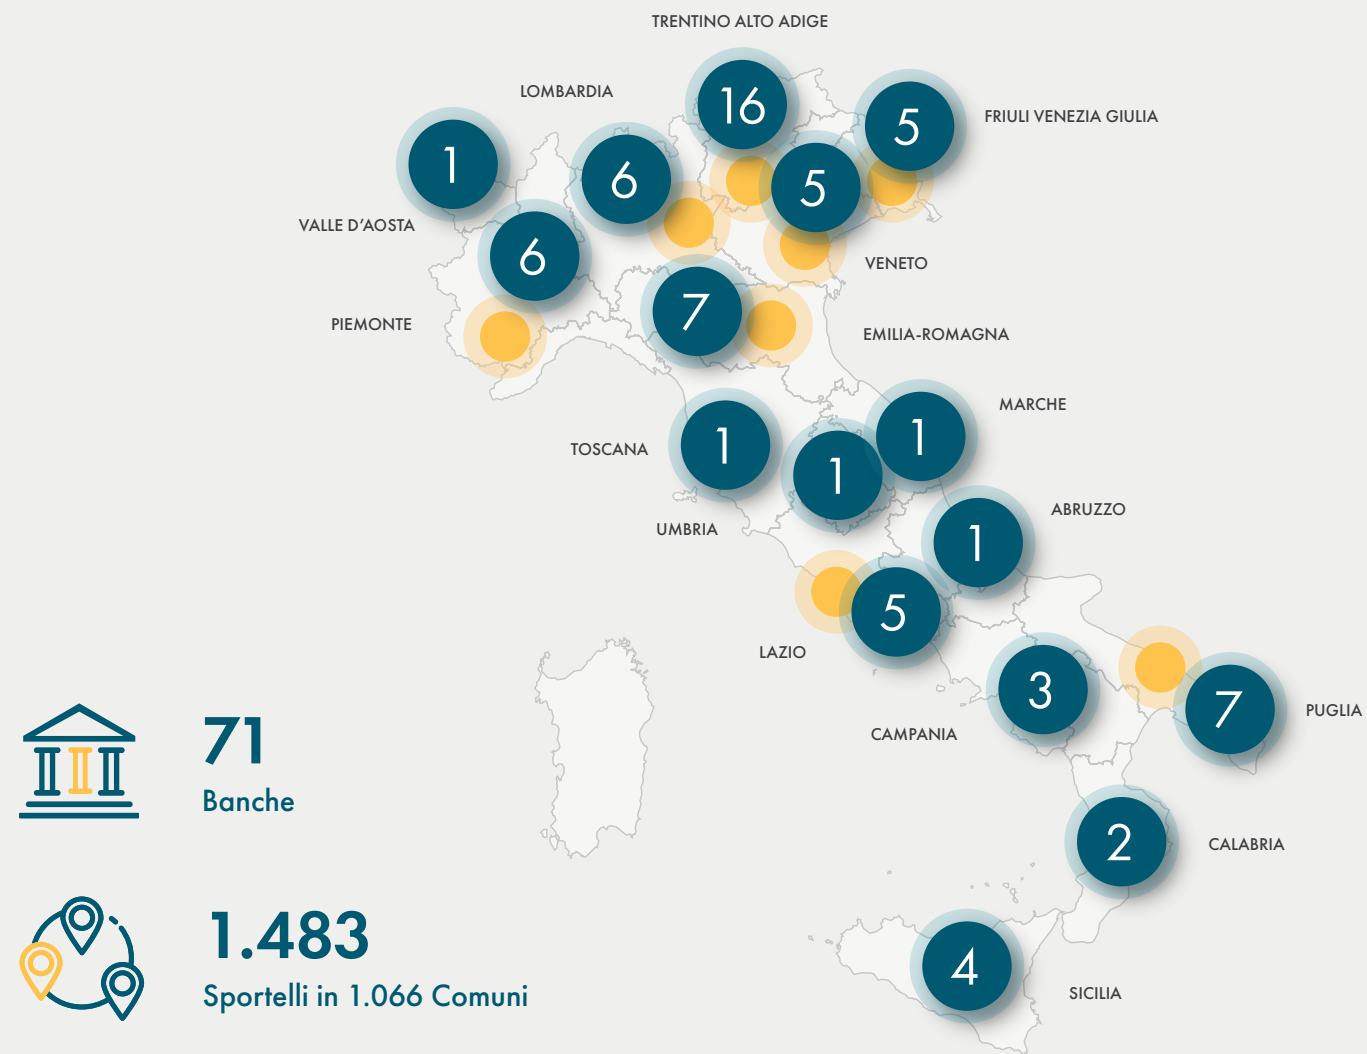 TRENTINO ALTO ADIGE
16
LOMBARDIA
6
5
FRIULI VENEZIA GIULIA
1
VALLE D'AOSTA
5
VENETO
6
PIEMONTE
7
EMILIA-ROMAGNA
1
MARCHE
TOSCANA
1
1
UMBRIA
1
ABRUZZO
5
LAZIO
3
CAMPANIA
7
PUGLIA
71
Banche
2
CALABRIA
1.483
Sportelli in 1.066 Comuni
4
SICILIA